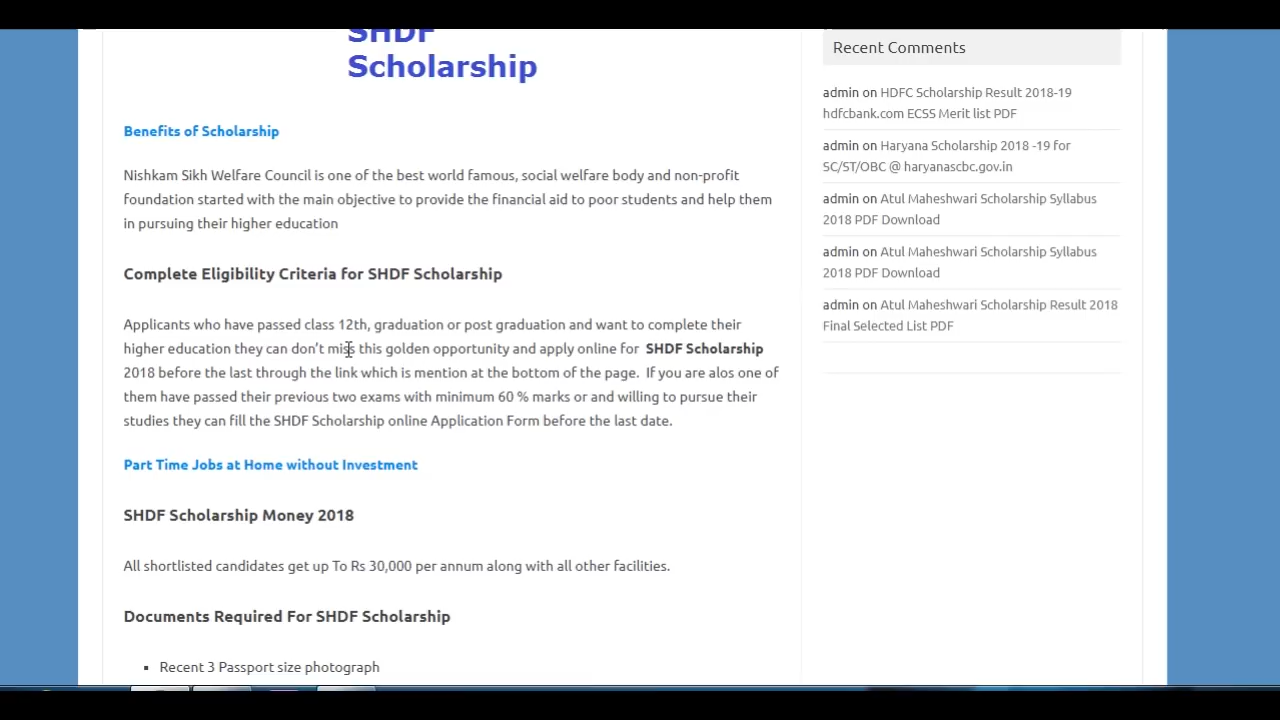 SHDF
Scholarship
Benefits of Scholarship
Nishkam Sikh Welfare Council is one of the best world famous, social welfare body and non-profit
foundation started with the main objective to provide the financial aid to poor students and help them
in pursuing their higher education
Complete Eligibility Criteria for SHDF Scholarship
Applicants who have passed class 12th, graduation or post graduation and want to complete their
higher education they can don’t miss this golden opportunity and apply online for SHDF Scholarship
2018 before the last through the link which is mention at the bottom of the page. If you are alos one of
them have passed their previous two exams with minimum 60 % marks or and willing to pursue their
studies they can fill the SHDF Scholarship online Application Form before the last date.
Part Time Jobs at Home without Investment
SHDF Scholarship Money 2018
All shortlisted candidates get up To Rs 30,000 per annum along with all other facilities.
Documents Required For SHDF Scholarship
▪ Recent 3 Passport size photograph
Recent Comments
admin on HDFC Scholarship Result 2018-19
hdfcbank.com ECSS Merit list PDF
admin on Haryana Scholarship 2018 -19 for
SC/ST/OBC @ haryanascbc.gov.in
admin on Atul Maheshwari Scholarship Syllabus
2018 PDF Download
admin on Atul Maheshwari Scholarship Syllabus
2018 PDF Download
admin on Atul Maheshwari Scholarship Result 2018
Final Selected List PDF